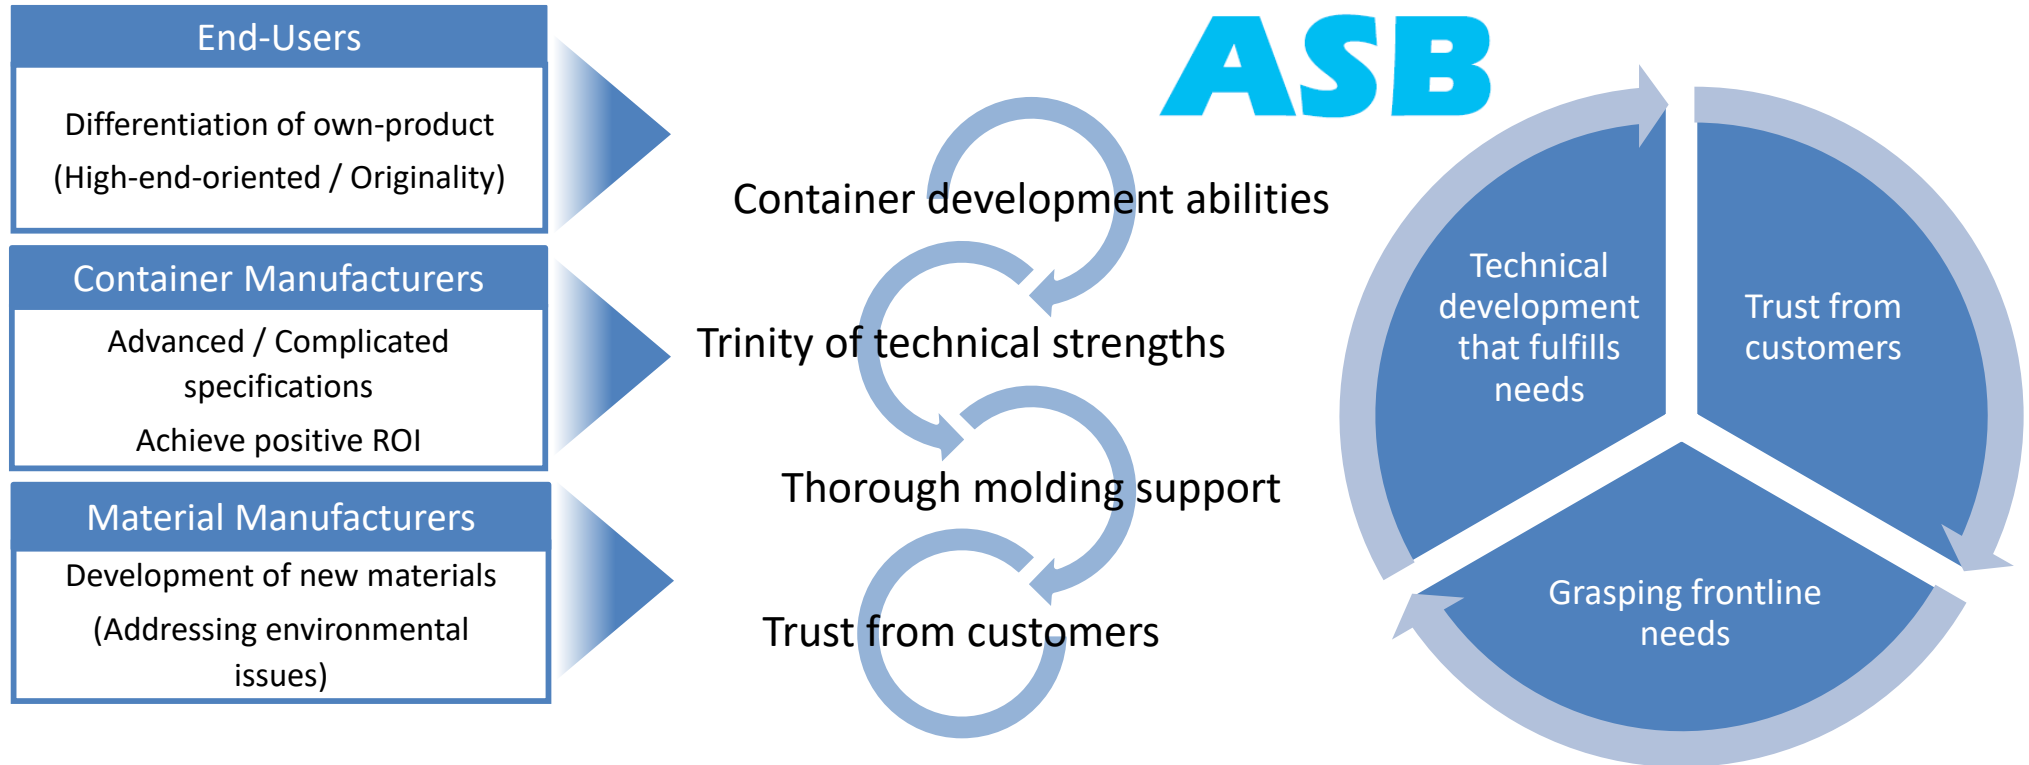 End-Users
Differentiation of own-product
(High-end-oriented / Originality)
Container Manufacturers
Advanced / Complicated
specifications
Achieve positive ROI
Material Manufacturers
Development of new materials
(Addressing environmental
issues)
ASB
Container development abilities
Trinity of technical strengths
Thorough molding support
Trust from customers
Technical
development
that fulfills
needs
Trust from
customers
Grasping frontline
needs